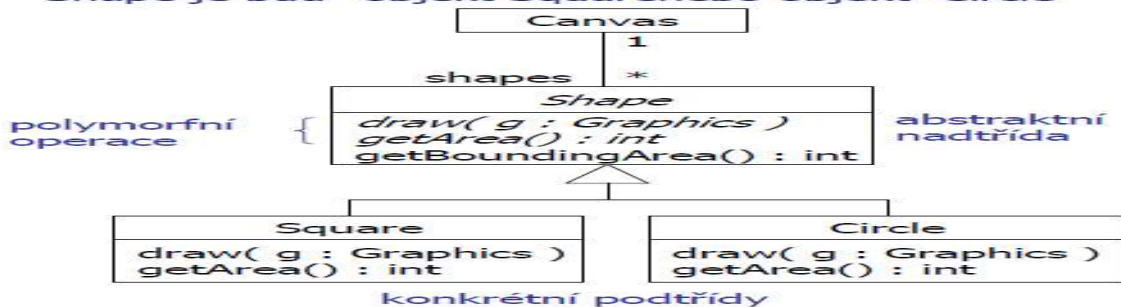 Canvas
1
shapes *
Shape
polymorfní
operace
{
draw( g : Graphics )
getArea() : int
getBoundingArea() : int
abstraktní
nadtřída
Square
draw( g : Graphics )
getArea() : int
Circle
draw( g : Graphics )
getArea() : int
konkrétní podtřídy